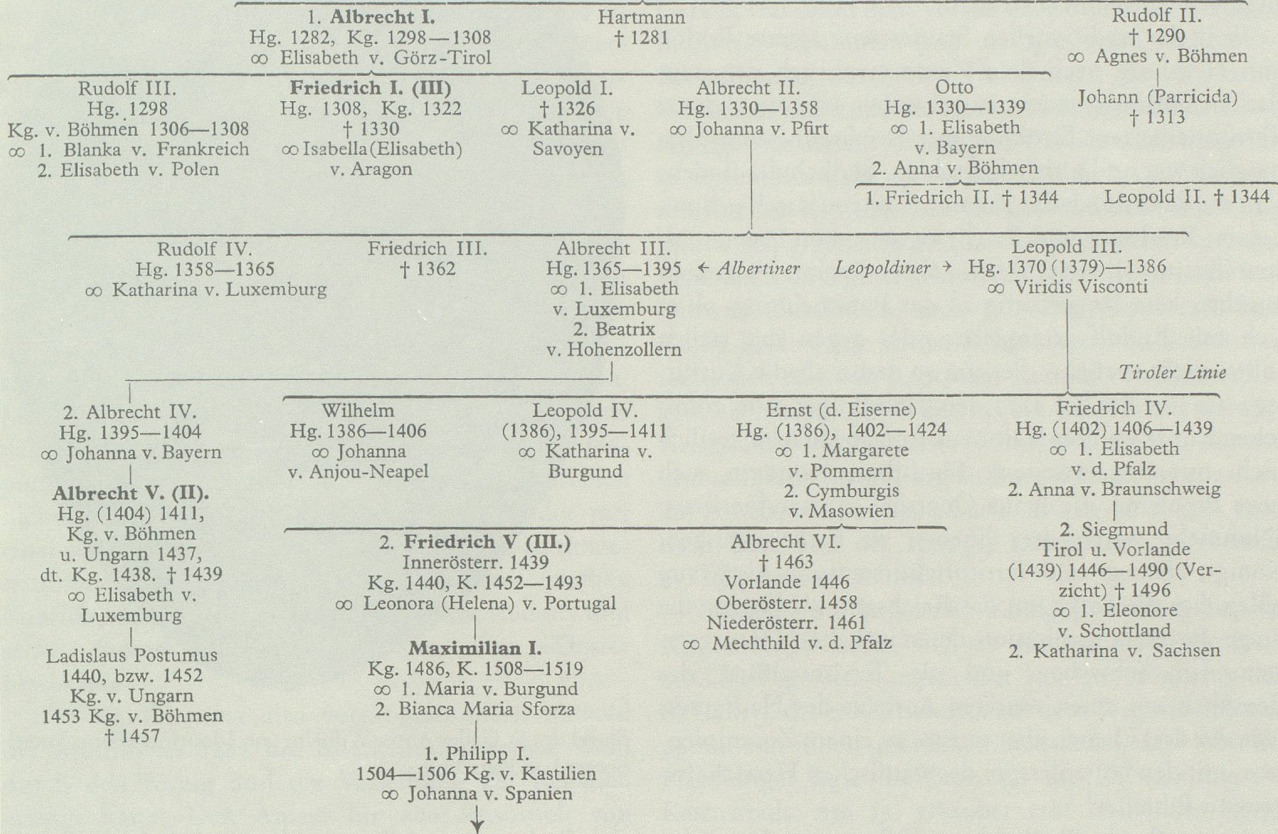 1. Albrecht I.
Hg. 1282, Kg. 1298—1308
∞ Elisabeth v. Görz-Tirol
Hartmann
† 1281
Rudolf II.
† 1290
∞ Agnes v. Böhmen
Johann (Parricida)
† 1313
Rudolf III.
Hg. 1298
Kg. v. Böhmen 1306—1308
∞ 1. Blanka v. Frankreich
2. Elisabeth v. Polen
Friedrich I. (III)
Hg. 1308, Kg. 1322
† 1330
∞ Isabella (Elisabeth)
v. Aragon
Leopold I.
† 1326
∞ Katharina v.
Savoyen
Albrecht II.
Hg. 1330—1358
∞ Johanna v. Pfirt
Otto
Hg. 1330—1339
∞ 1. Elisabeth
v. Bayern
2. Anna v. Böhmen
1. Friedrich II. † 1344
Leopold II. † 1344
Rudolf IV.
Hg. 1358—1365
∞ Katharina v. Luxemburg
Friedrich III.
† 1362
Albrecht III.
Hg. 1365—1395
∞ 1. Elisabeth
v. Luxemburg
2. Beatrix
v. Hohenzollern
← Albertiner
Leopoldiner →
Leopold III.
Hg. 1370 (1379)—1386
∞ Viridis Visconti
Tiroler Linie
2. Albrecht IV.
Hg. 1395—1404
∞ Johanna v. Bayern
Albrecht V. (II).
Hg. (1404) 1411,
Kg. v. Böhmen
u. Ungarn 1437,
dt. Kg. 1438. † 1439
∞ Elisabeth v.
Luxemburg
Ladislaus Postumus
1440, bzw. 1452
Kg. v. Ungarn
1453 Kg. v. Böhmen
† 1457
Wilhelm
Hg. 1386—1406
∞ Johanna
v. Anjou-Neapel
Leopold IV.
(1386), 1395—1411
∞ Katharina v.
Burgund
Ernst (d. Eiserne)
Hg. (1386), 1402—1424
∞ 1. Margarete
v. Pommern
2. Cymburgis
v. Masowien
Friedrich IV.
Hg. (1402) 1406—1439
∞ 1. Elisabeth
v. d. Pfalz
2. Anna v. Braunschweig
2. Siegmund
Tirol u. Vorlande
(1439) 1446—1490 (Ver-
zicht) † 1496
∞ 1. Eleonore
v. Schottland
2. Katharina v. Sachsen
2. Friedrich V (III.)
Innerösterr. 1439
Kg. 1440, K. 1452—1493
∞ Leonora (Helena) v. Portugal
Albrecht VI.
† 1463
Vorlande 1446
Oberösterr. 1458
Niederösterr. 1461
∞ Mechthild v. d. Pfalz
Maximilian I.
Kg. 1486, K. 1508—1519
∞ 1. Maria v. Burgund
2. Bianca Maria Sforza
1. Philipp I.
1504—1506 Kg. v. Kastilien
∞ Johanna v. Spanien